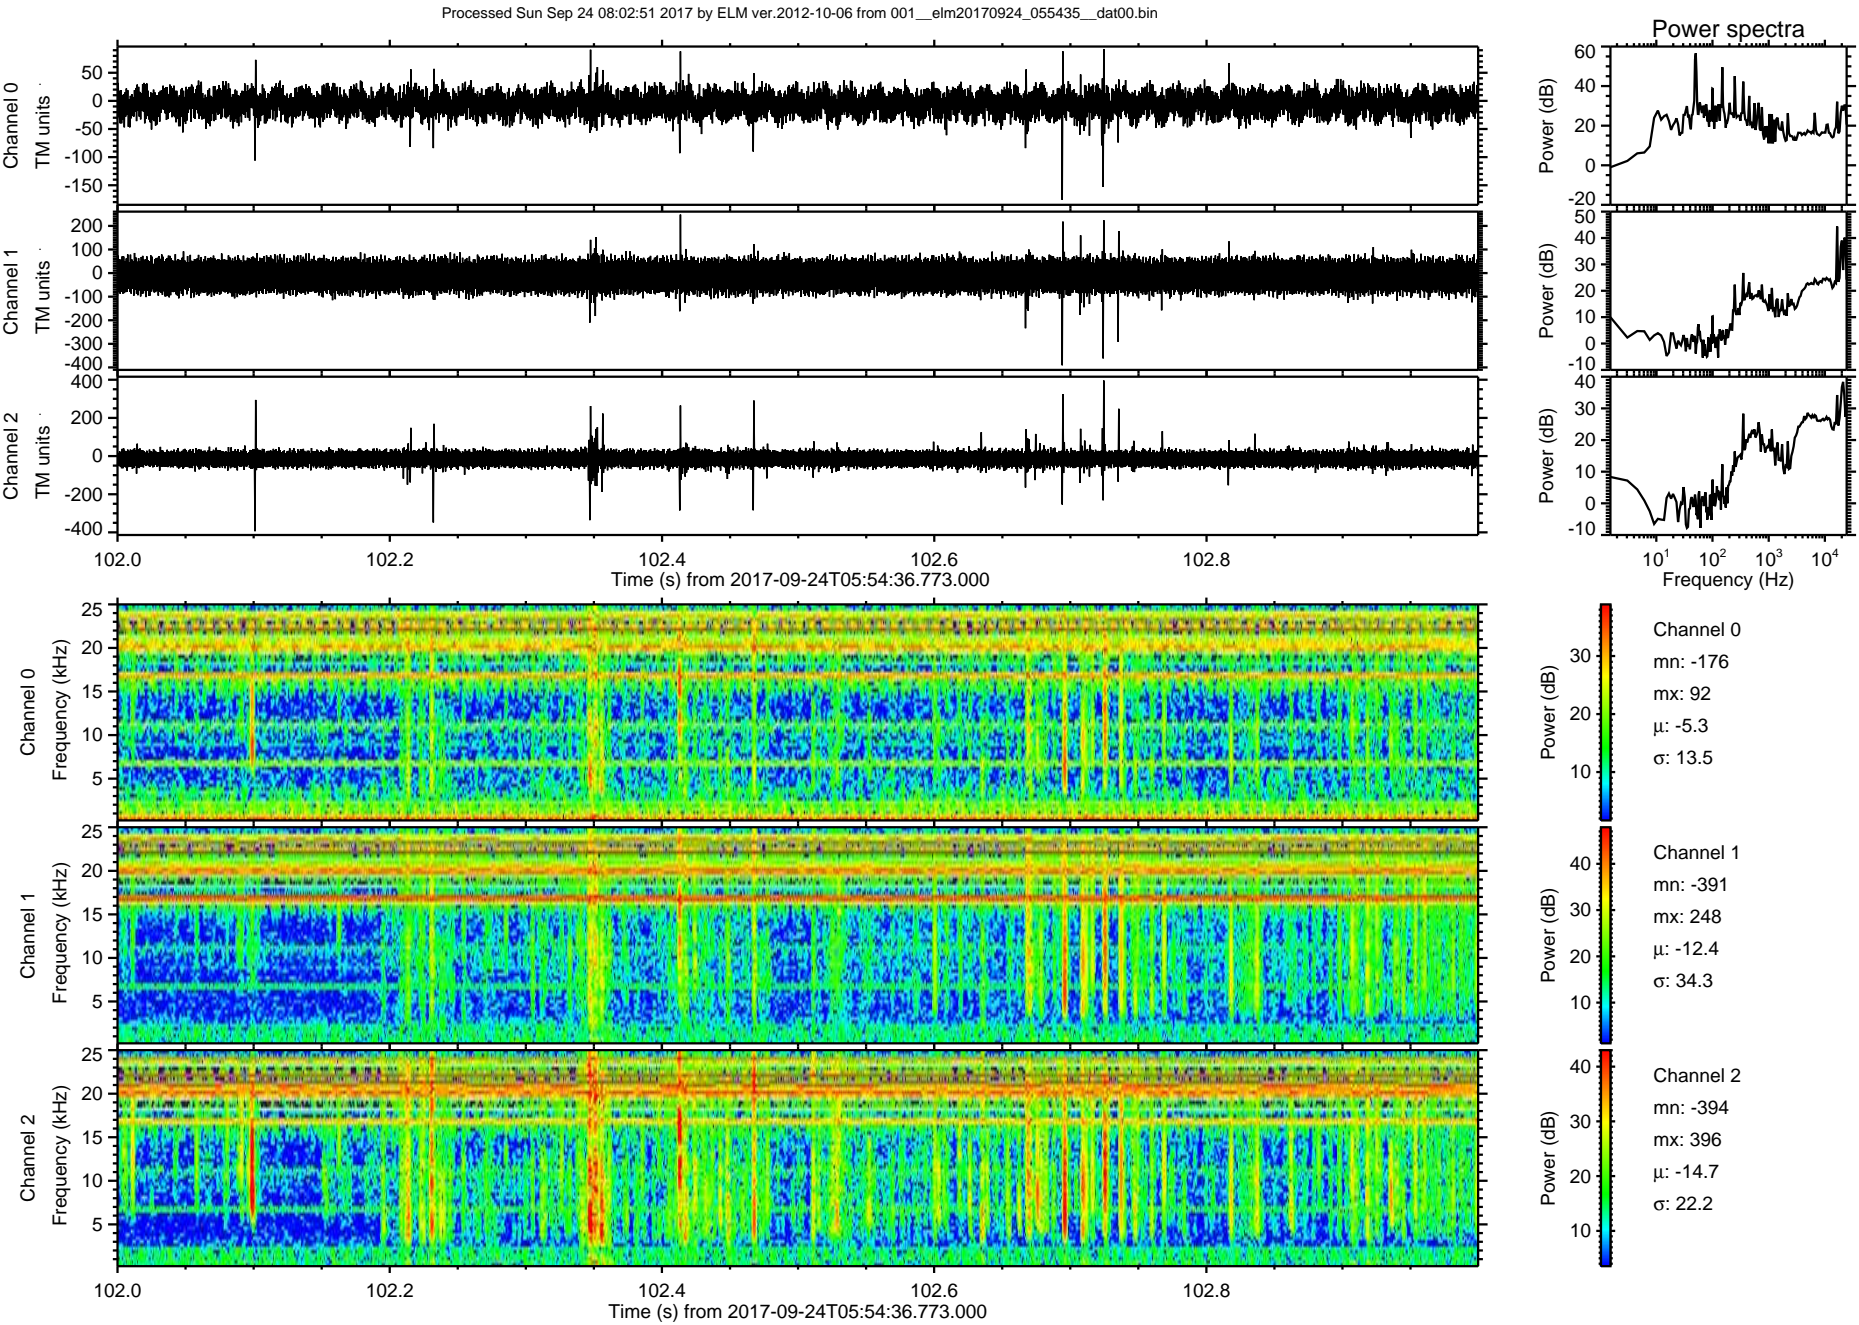 Processed Sun Sep 24 08:02:51 2017 by ELM ver.2012-10-06 from 001__elm20170924_055435__dat00.bin
Power spectra
Channel 0
TM units
50
0
-50
-100
-150
Power (dB)
60
40
20
0
-20
Channel 1
TM units
200
100
0
-100
-200
-300
-400
Power (dB)
50
40
30
20
10
0
-10
Channel 2
TM units
400
200
0
-200
-400
Power (dB)
40
30
20
10
0
-10
102.0 102.2 102.4 102.6 102.8
Time (s) from 2017-09-24T05:54:36.773.000
10¹ 10² 10³ 10⁴
Frequency (Hz)
Channel 0
Frequency (kHz)
25
20
15
10
5
Power (dB)
30
20
10
Channel 0
mn: -176
mx: 92
μ: -5.3
σ: 13.5
Channel 1
Frequency (kHz)
25
20
15
10
5
Power (dB)
40
30
20
10
Channel 1
mn: -391
mx: 248
μ: -12.4
σ: 34.3
Channel 2
Frequency (kHz)
25
20
15
10
5
Power (dB)
40
30
20
10
Channel 2
mn: -394
mx: 396
μ: -14.7
σ: 22.2
102.0 102.2 102.4 102.6 102.8
Time (s) from 2017-09-24T05:54:36.773.000